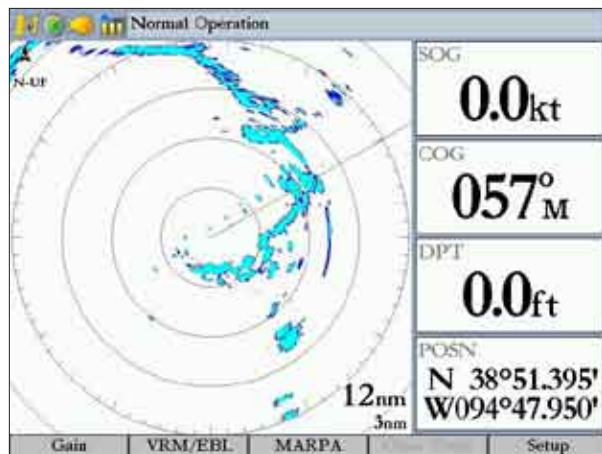 Normal Operation
N-UP
SOG
0.0kt
COG
057°M
DPT
0.0ft
POSN
N 38°51.395'
W094°47.950'
12nm
3nm
Gain
VRM/EBL
MARPA
Setup